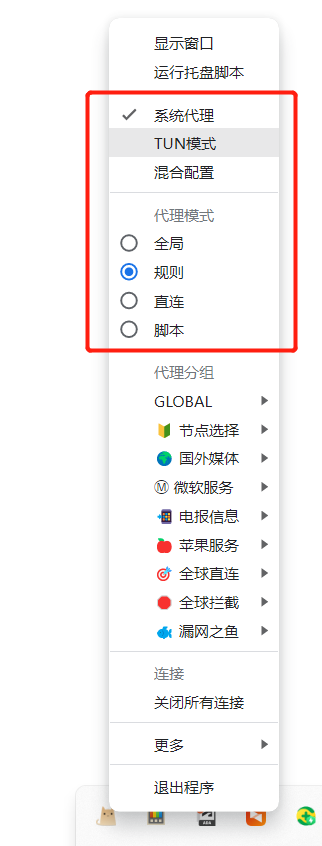 显示窗口
运行托盘脚本
系统代理
TUN模式
混合配置
代理模式
全局
规则
直连
脚本
代理分组
GLOBAL
节点选择
国外媒体
Ⓜ 微软服务
电报信息
苹果服务
全球直连
全球拦截
漏网之鱼
连接
关闭所有连接
更多
退出程序